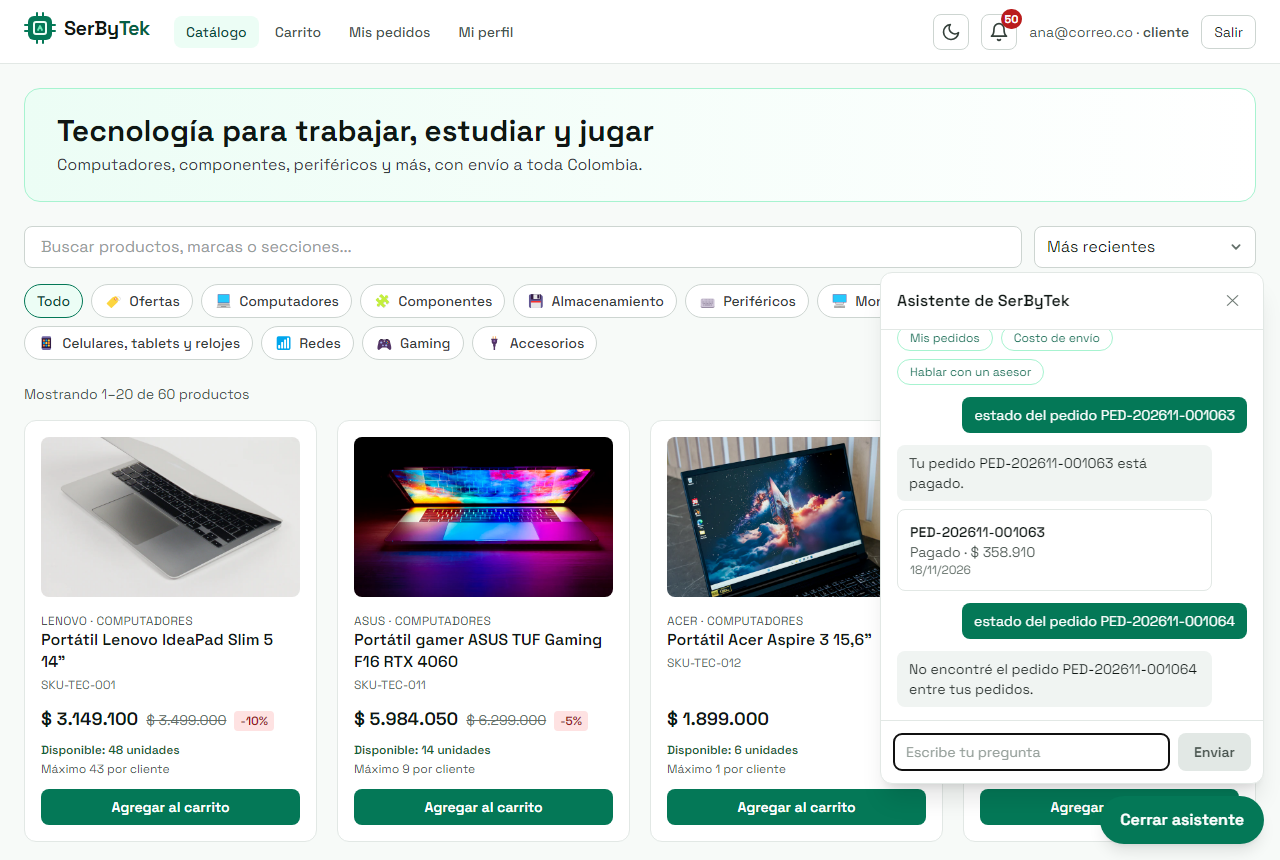 SerByTek
Catálogo
Carrito
Mis pedidos
Mi perfil
50
ana@correo.co · cliente
Salir
Tecnología para trabajar, estudiar y jugar
Computadores, componentes, periféricos y más, con envío a toda Colombia.
Buscar productos, marcas o secciones...
Más recientes
Todo
Ofertas
Computadores
Componentes
Almacenamiento
Periféricos
Mon
Celulares, tablets y relojes
Redes
Gaming
Accesorios
Mostrando 1–20 de 60 productos
LENOVO · COMPUTADORES
Portátil Lenovo IdeaPad Slim 5
14"
SKU-TEC-001
$ 3.149.100 $ 3.499.000 -10%
Disponible: 48 unidades
Máximo 43 por cliente
Agregar al carrito
ASUS · COMPUTADORES
Portátil gamer ASUS TUF Gaming
F16 RTX 4060
SKU-TEC-011
$ 5.984.050 $ 6.299.000 -5%
Disponible: 14 unidades
Máximo 9 por cliente
Agregar al carrito
ACER · COMPUTADORES
Portátil Acer Aspire 3 15,6"
SKU-TEC-012
$ 1.899.000
Disponible: 6 unidades
Máximo 1 por cliente
Agregar al carrito
Agregar
Asistente de SerByTek
Mis pedidos
Costo de envío
Hablar con un asesor
estado del pedido PED-202611-001063
Tu pedido PED-202611-001063 está
pagado.
PED-202611-001063
Pagado · $ 358.910
18/11/2026
estado del pedido PED-202611-001064
No encontré el pedido PED-202611-001064
entre tus pedidos.
Escribe tu pregunta
Enviar
Cerrar asistente